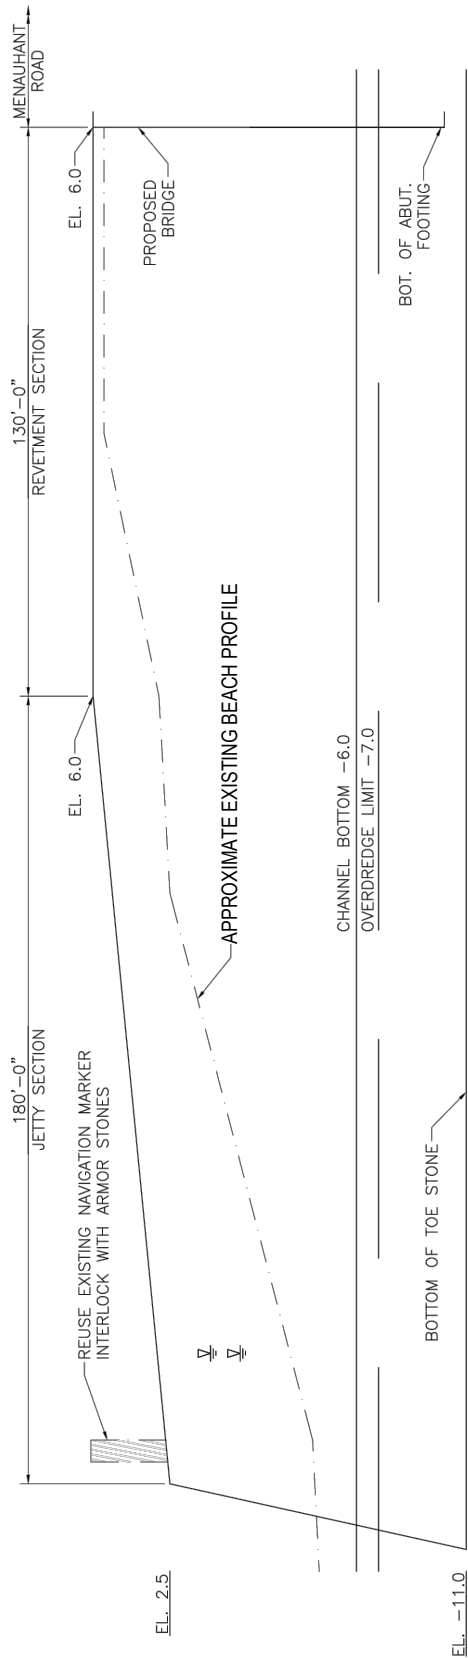 180'-0"
JETTY SECTION
130'-0"
REVETMENT SECTION
MENAUHANT
ROAD
REUSE EXISTING NAVIGATION MARKER
INTERLOCK WITH ARMOR STONES
EL. 6.0
EL. 6.0
PROPOSED
BRIDGE
EL. 2.5
APPROXIMATE EXISTING BEACH PROFILE
CHANNEL BOTTOM -6.0
OVERDREDGE LIMIT -7.0
BOT. OF ABUT.
FOOTING
BOTTOM OF TOE STONE
EL. -11.0